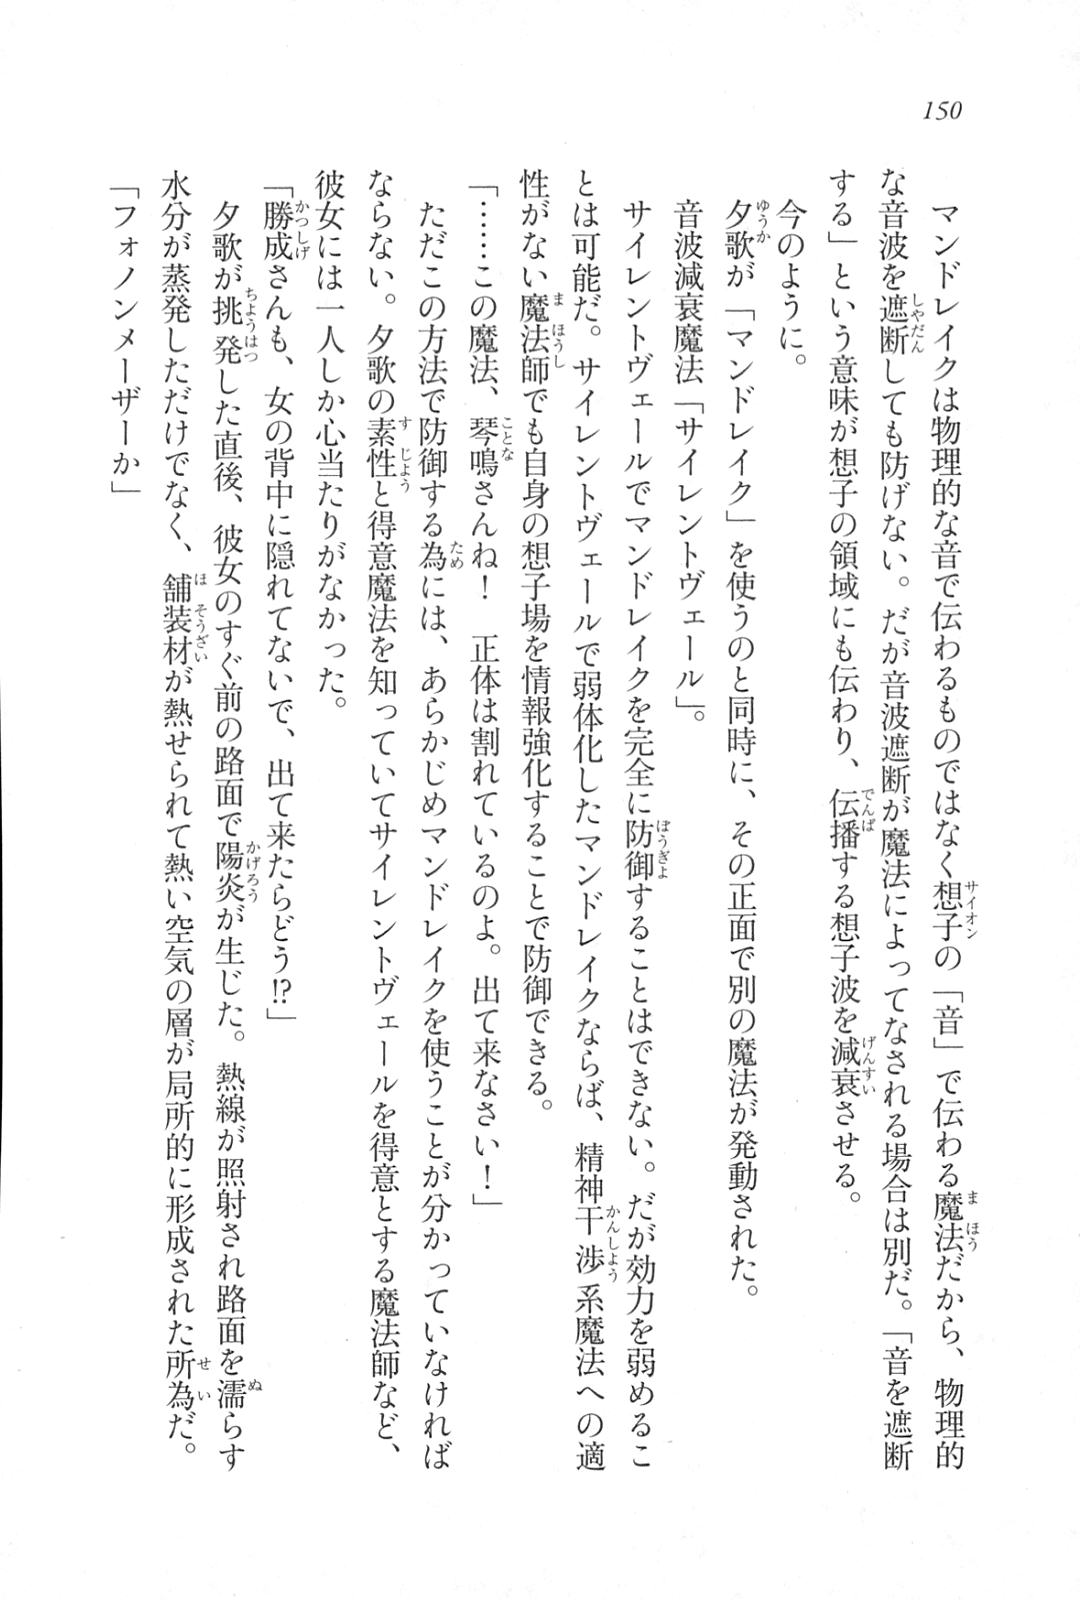 150
マンドレイクは物理的な音で伝わるものではなく想子の「音」で伝わる魔法だから、物理的
な音波を遮断しても防げない。だが音波遮断が魔法によってなされる場合は別だ。「音を遮断
する」という意味が想子の領域にも伝わり、伝播する想子波を減衰させる。
今のように。
夕歌が「マンドレイク」を使うのと同時に、その正面で別の魔法が発動された。
音波減衰魔法「サイレントヴェール」。
サイレントヴェールでマンドレイクを完全に防御することはできない。だが効力を弱めるこ
とは可能だ。サイレントヴェールで弱体化したマンドレイクならば、精神干渉系魔法への適
性がない魔法師でも自身の想子場を情報強化することで防御できる。
「……この魔法、琴鳴さんね！　正体は割れているのよ。出て来なさい！」
ただこの方法で防御する為には、あらかじめマンドレイクを使うことが分かっていなければ
ならない。夕歌の素性と得意魔法を知っていてサイレントヴェールを得意とする魔法師など、
彼女には一人しか心当たりがなかった。
「勝成さんも、女の背中に隠れてないで、出て来たらどう!?」
夕歌が挑発した直後、彼女のすぐ前の路面で陽炎が生じた。熱線が照射され路面を濡らす
水分が蒸発しただけでなく、舗装材が熱せられて熱い空気の層が局所的に形成された所為だ。
「フォノンメーザーか」